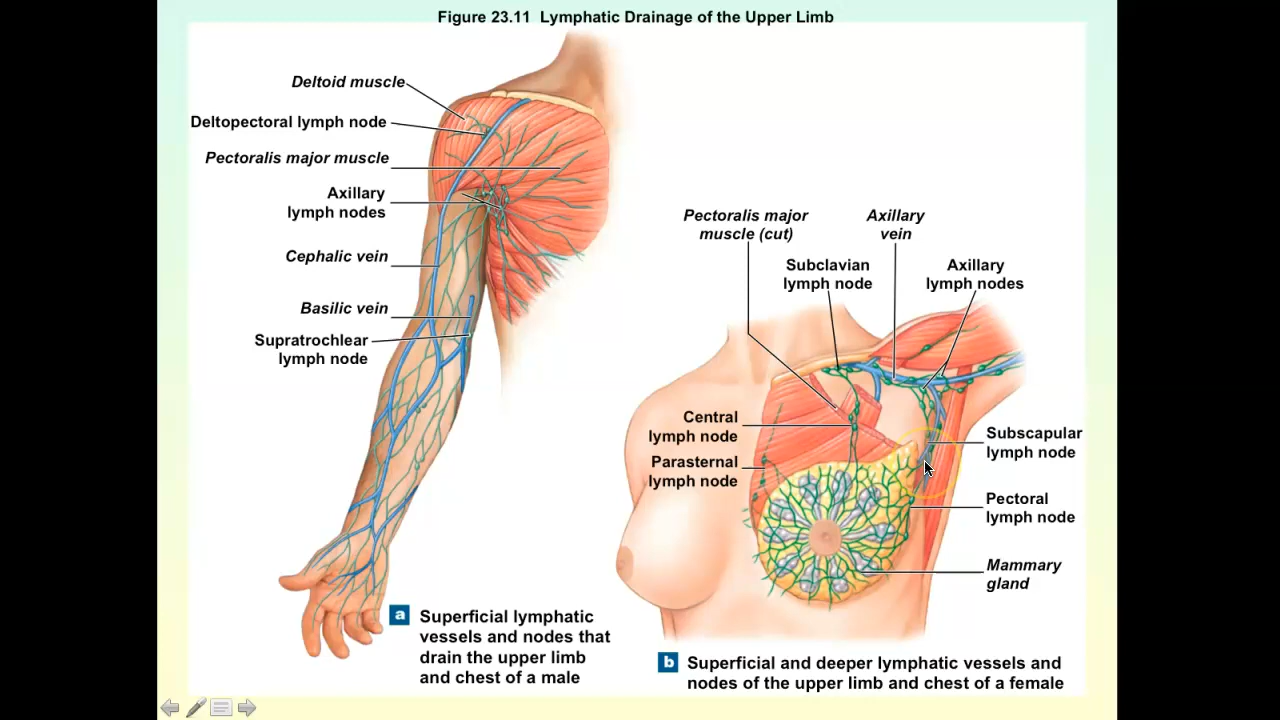 Figure 23.11 Lymphatic Drainage of the Upper Limb
Deltoid muscle
Deltopectoral lymph node
Pectoralis major muscle
Axillary
lymph nodes
Cephalic vein
Basilic vein
Supratrochlear
lymph node
a Superficial lymphatic
vessels and nodes that
drain the upper limb
and chest of a male
Pectoralis major
muscle (cut)
Axillary
vein
Subclavian
lymph node
Axillary
lymph nodes
Central
lymph node
Parasternal
lymph node
Subscapular
lymph node
Pectoral
lymph node
Mammary
gland
b Superficial and deeper lymphatic vessels and
nodes of the upper limb and chest of a female